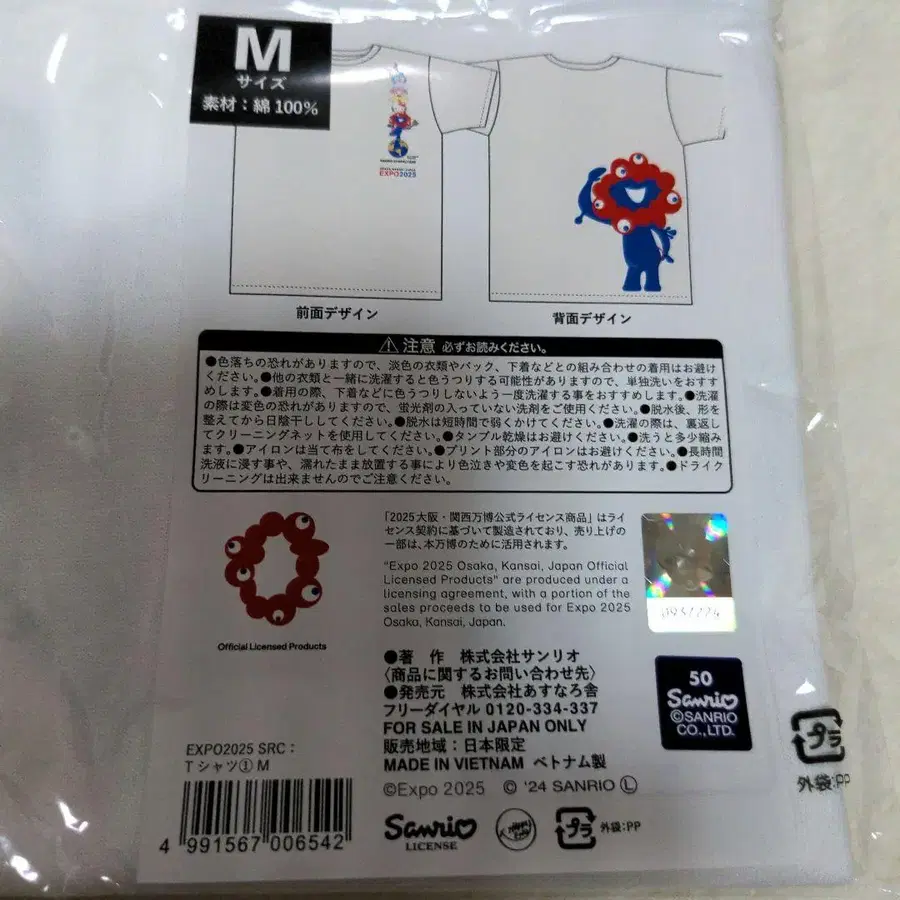 M
サイズ
素材：綿 100%
EXPO2025
前面デザイン
背面デザイン
⚠ 注意 必ずお読みください。
●色落ちの恐れがありますので、淡色の衣類やバック、下着などとの組み合わせの着用はお避け
ください。●他の衣類と一緒に洗濯すると色うつりする可能性がありますので、単独洗いをおすす
めします。●着用の際、下着などに色うつりしないよう一度洗濯する事をおすすめします。●洗濯
の際は変色の恐れがありますので、蛍光剤の入っていない洗剤をご使用ください。●脱水後、形を
整えてから日陰干ししてください。●脱水は短時間で弱くかけてください。●洗濯の際は、裏返し
てクリーニングネットを使用してください。●タンブル乾燥はお避けください。●洗うと多少縮み
ます。●アイロンは当て布をしてください。●プリント部分のアイロンはお避けください。●長時間
洗液に浸す事や、濡れたまま放置する事により色泣きや変色を起こす恐れがあります。●ドライク
リーニングは出来ませんのでご注意ください。
「2025大阪・関西万博公式ライセンス商品」はライ
センス契約に基づいて製造されており、売り上げの
一部は、本万博のために活用されます。
"Expo 2025 Osaka, Kansai, Japan Official
Licensed Products" are produced under a
licensing agreement, with a portion of the
sales proceeds to be used for Expo 2025
Osaka, Kansai, Japan.
Official Licensed Products
●著　作　株式会社サンリオ
〈商品に関するお問い合わせ先〉
●発売元　株式会社あすなろ舎
フリーダイヤル 0120-334-337
FOR SALE IN JAPAN ONLY
販売地域：日本限定
MADE IN VIETNAM ベトナム製
©Expo 2025　© '24 SANRIO Ⓛ
50
Sanrio
©SANRIO
CO.,LTD.
EXPO2025 SRC：
Tシャツ① M
4 991567 006542
Sanrio
LICENSE
プラ
外袋:PP
プラ
外袋:PP